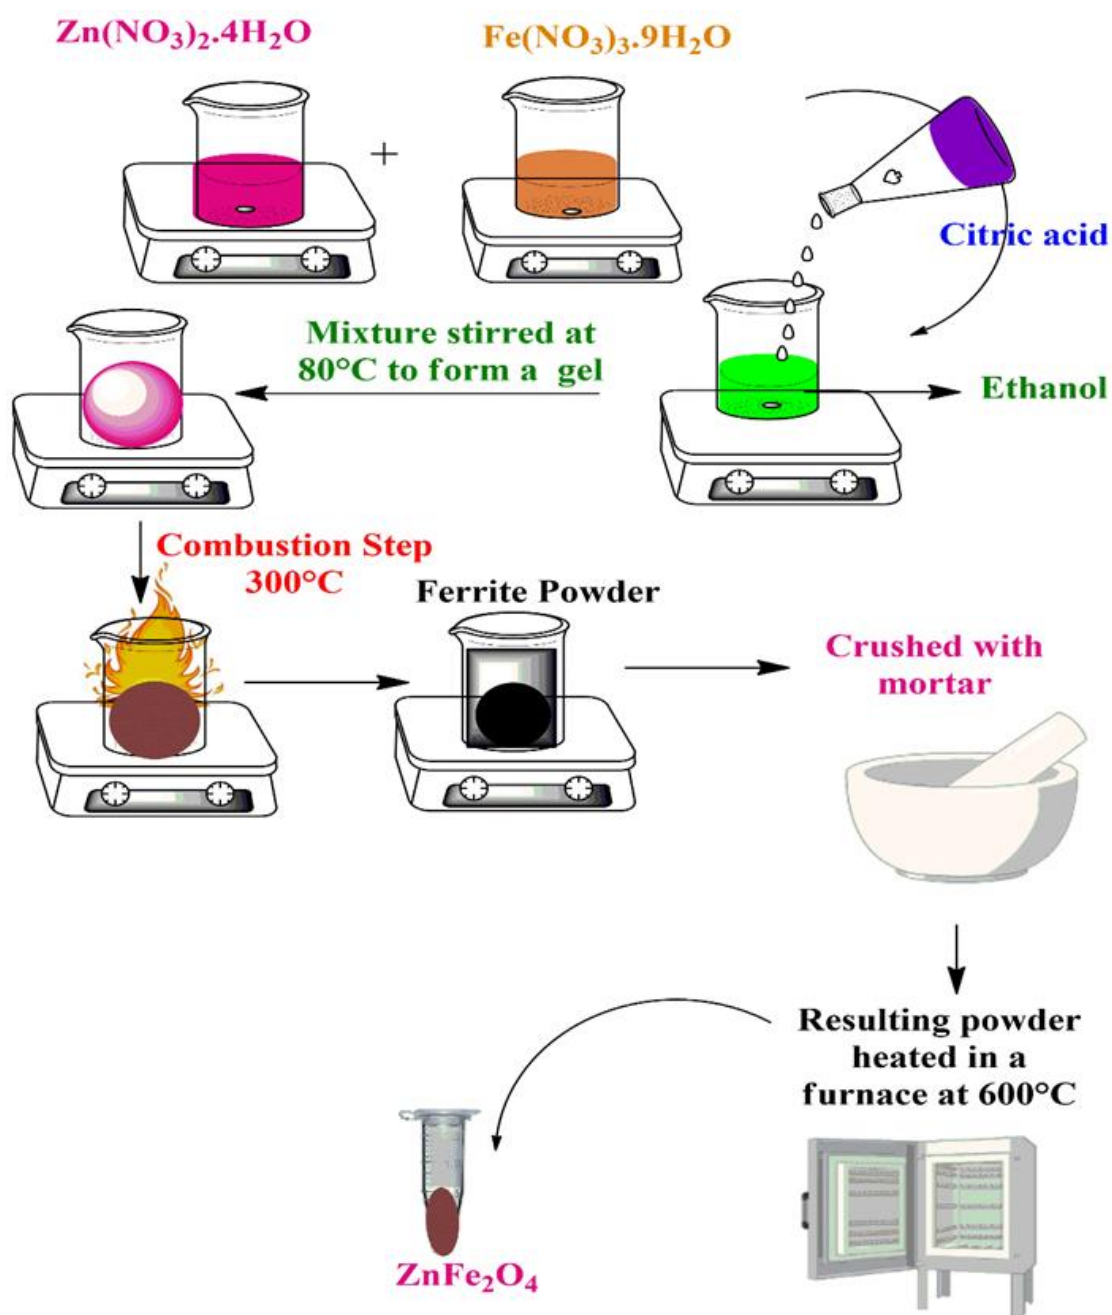 Zn(NO₃)₂.4H₂O
Fe(NO₃)₃.9H₂O
+
Citric acid
Mixture stirred at
80°C to form a gel
Ethanol
Combustion Step
300°C
Ferrite Powder
Crushed with
mortar
Resulting powder
heated in a
furnace at 600°C
ZnFe₂O₄